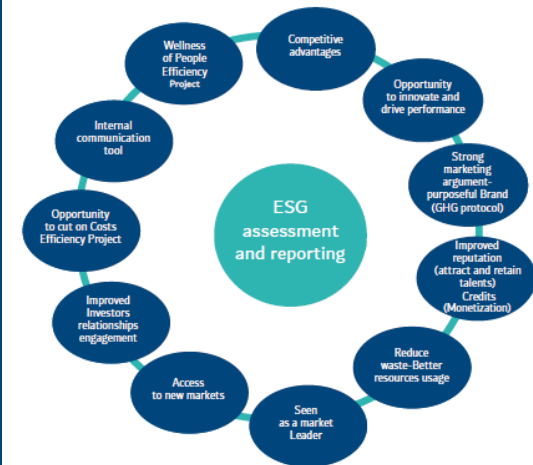 Competitive
advantages
Opportunity
to innovate and
drive performance
Strong
marketing
argument-
purposeful Brand
(GHG protocol)
Improved
reputation
(attract and retain
talents)
Credits
(Monetization)
Reduce
waste-Better
resources usage
Seen
as a market
Leader
Access
to new markets
Improved
Investors
relationships
engagement
Opportunity
to cut on Costs
Efficiency Project
Internal
communication
tool
Wellness
of People
Efficiency
Project
ESG
assessment
and reporting